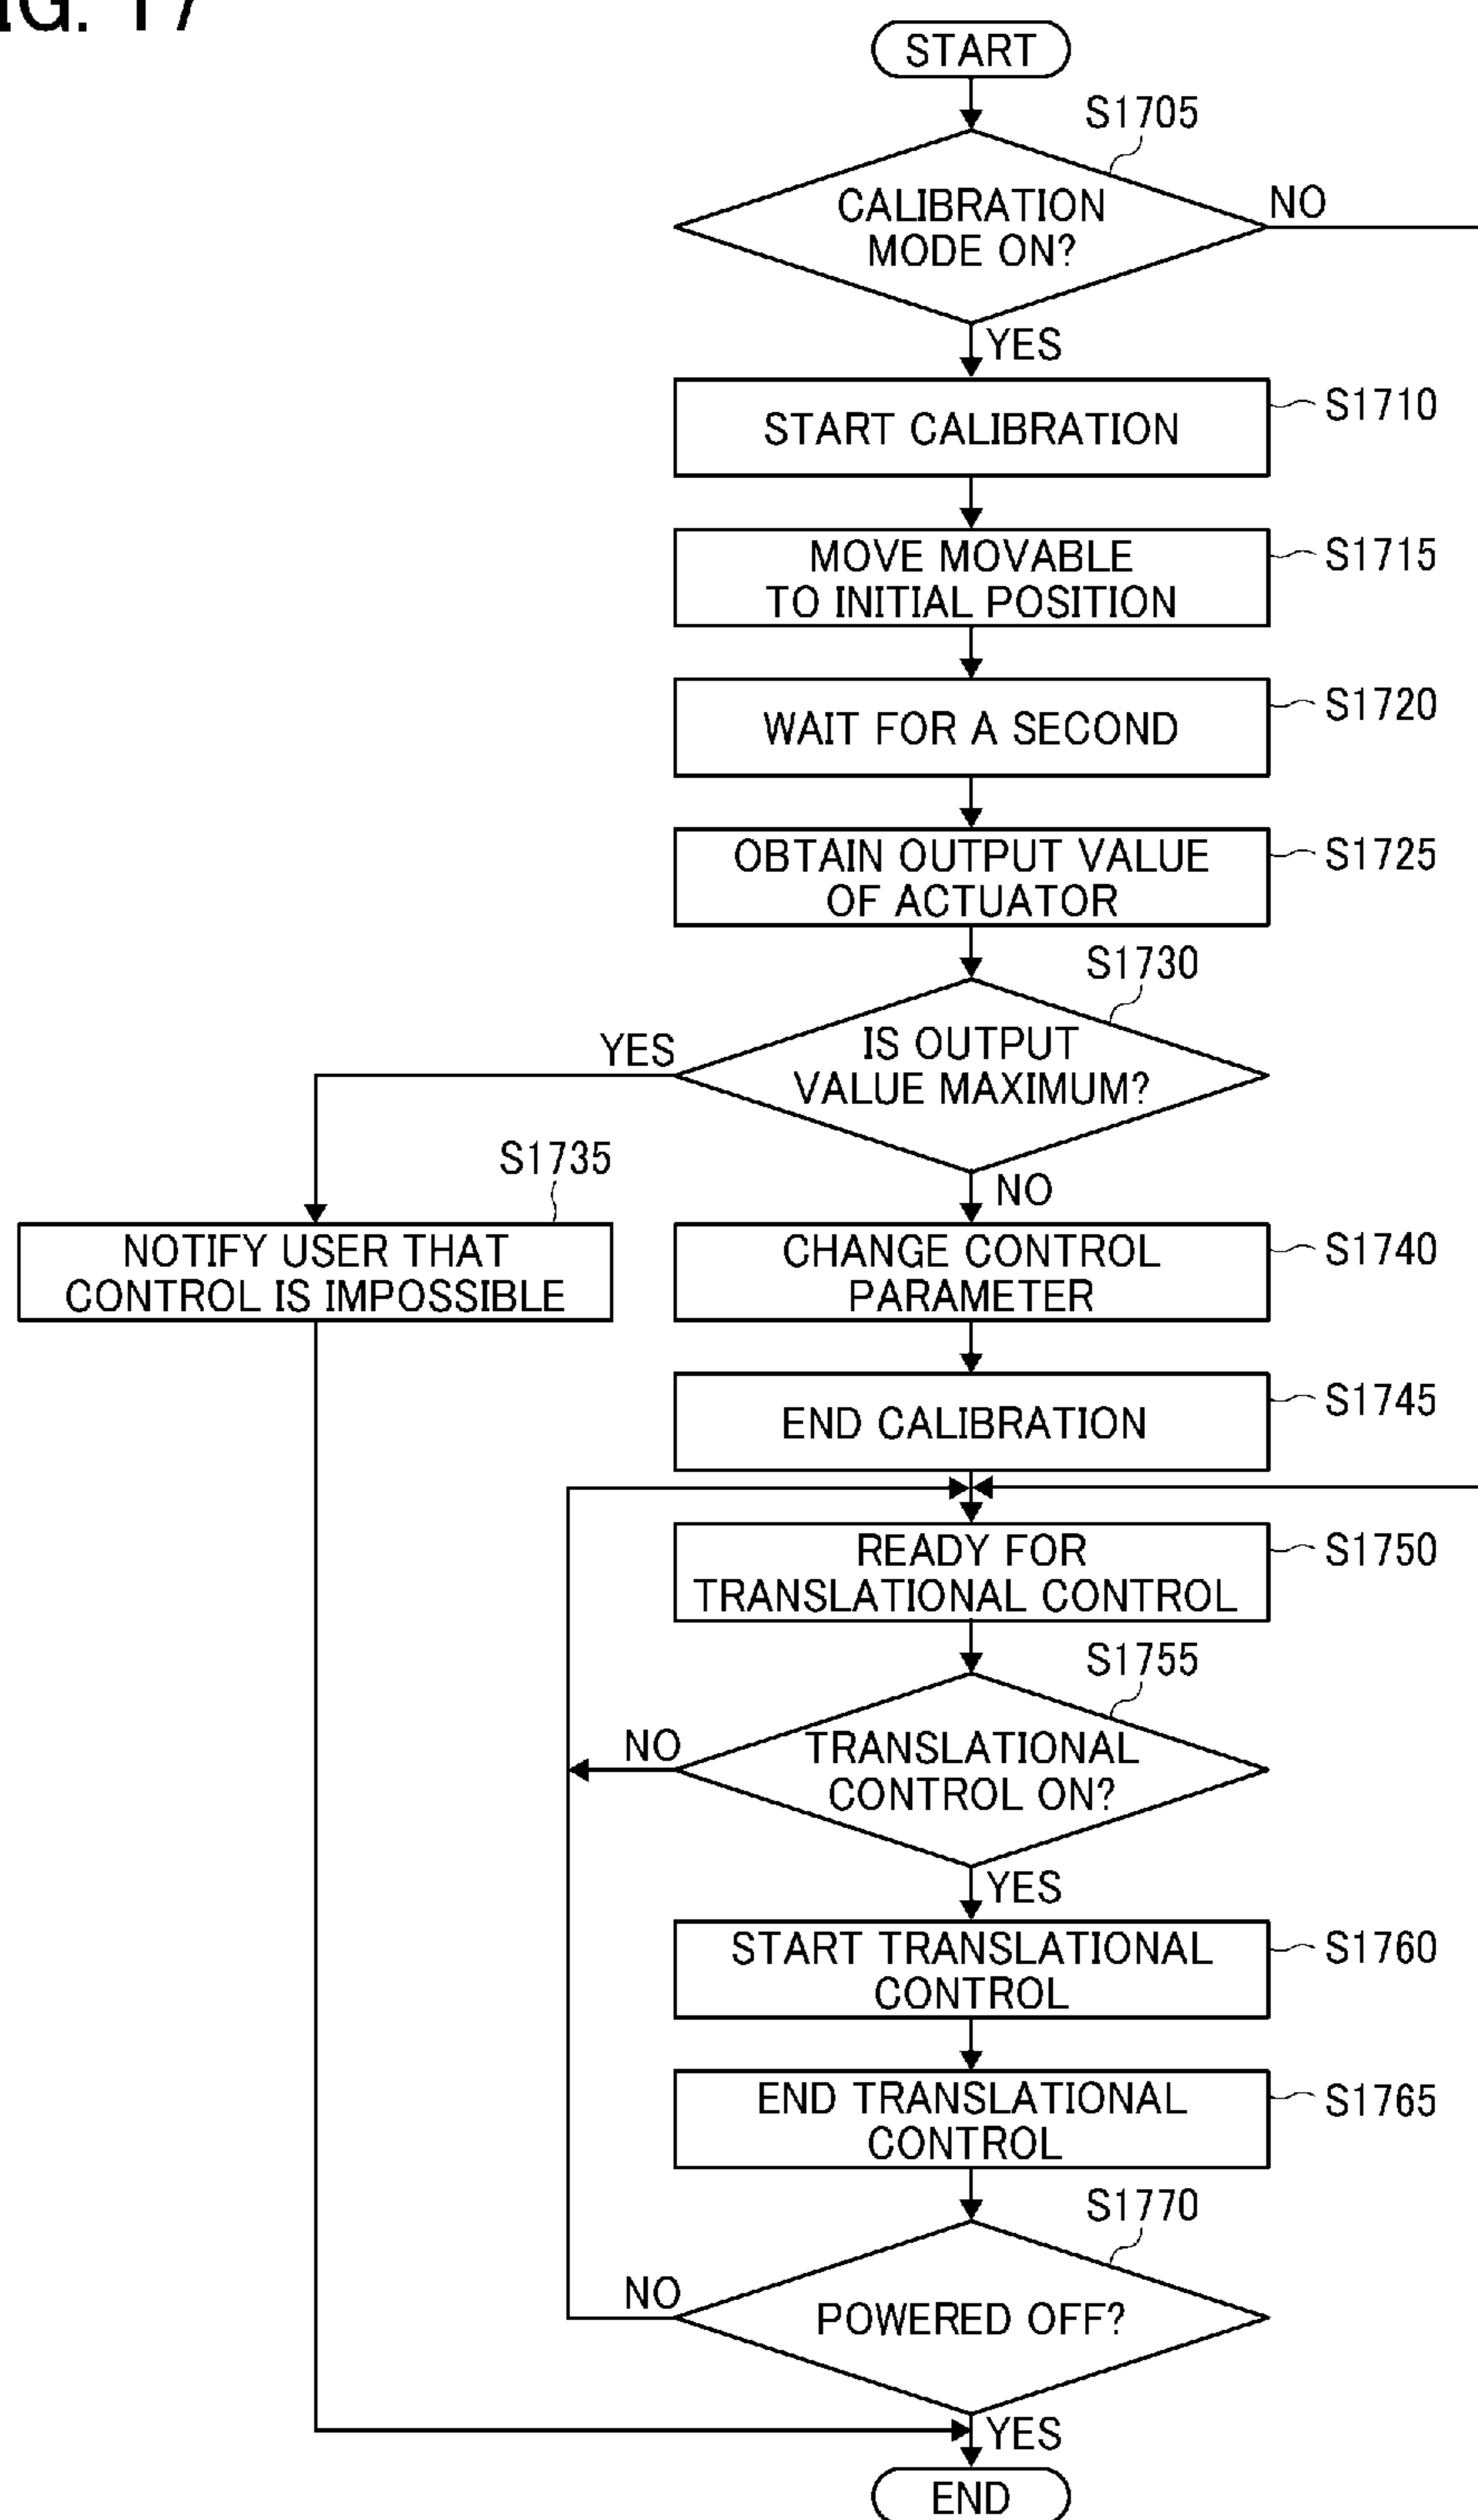 FIG. 17
START
S1705
CALIBRATION
MODE ON?
NO
YES
START CALIBRATION
S1710
MOVE MOVABLE
TO INITIAL POSITION
S1715
WAIT FOR A SECOND
S1720
OBTAIN OUTPUT VALUE
OF ACTUATOR
S1725
S1730
IS OUTPUT
VALUE MAXIMUM?
YES
NO
S1735
NOTIFY USER THAT
CONTROL IS IMPOSSIBLE
CHANGE CONTROL
PARAMETER
S1740
END CALIBRATION
S1745
READY FOR
TRANSLATIONAL CONTROL
S1750
S1755
TRANSLATIONAL
CONTROL ON?
NO
YES
START TRANSLATIONAL
CONTROL
S1760
END TRANSLATIONAL
CONTROL
S1765
S1770
POWERED OFF?
NO
YES
END